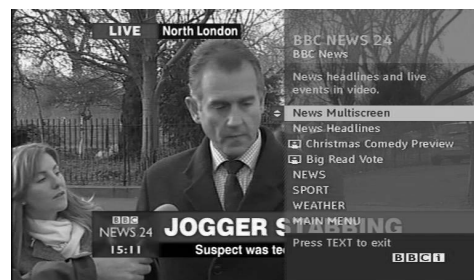 LIVE North London
BBC NEWS 24
BBC News
News headlines and live
events in video.
News Multiscreen
News Headlines
Christmas Comedy Preview
Big Read Vote
NEWS
SPORT
WEATHER
MAIN MENU
Press TEXT to exit
BBC 1
BBC
NEWS 24
15:11
JOGGER STABBING
Suspect was